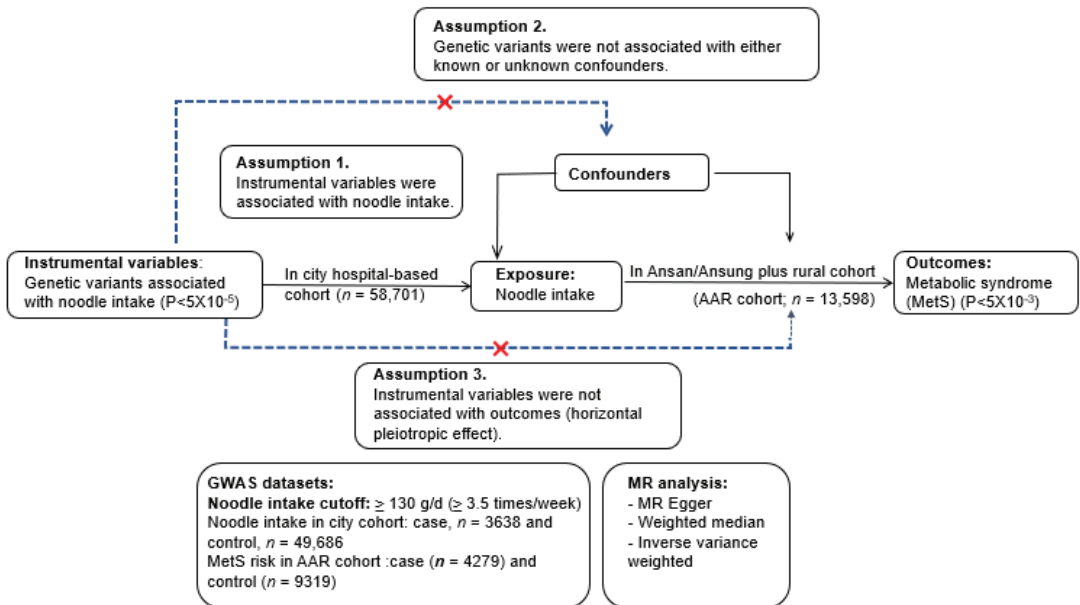 Assumption 2.
Genetic variants were not associated with either
known or unknown confounders.
Assumption 1.
Instrumental variables were
associated with noodle intake.
Confounders
Instrumental variables:
Genetic variants associated
with noodle intake (P<5X10⁻⁵)
In city hospital-based
cohort (n = 58,701)
Exposure:
Noodle intake
In Ansan/Ansung plus rural cohort
(AAR cohort; n = 13,598)
Outcomes:
Metabolic syndrome
(MetS) (P<5X10⁻³)
Assumption 3.
Instrumental variables were not
associated with outcomes (horizontal
pleiotropic effect).
GWAS datasets:
Noodle intake cutoff: ≥ 130 g/d (≥ 3.5 times/week)
Noodle intake in city cohort: case, n = 3638 and
control, n = 49,686
MetS risk in AAR cohort :case (n = 4279) and
control (n = 9319)
MR analysis:
- MR Egger
- Weighted median
- Inverse variance
weighted